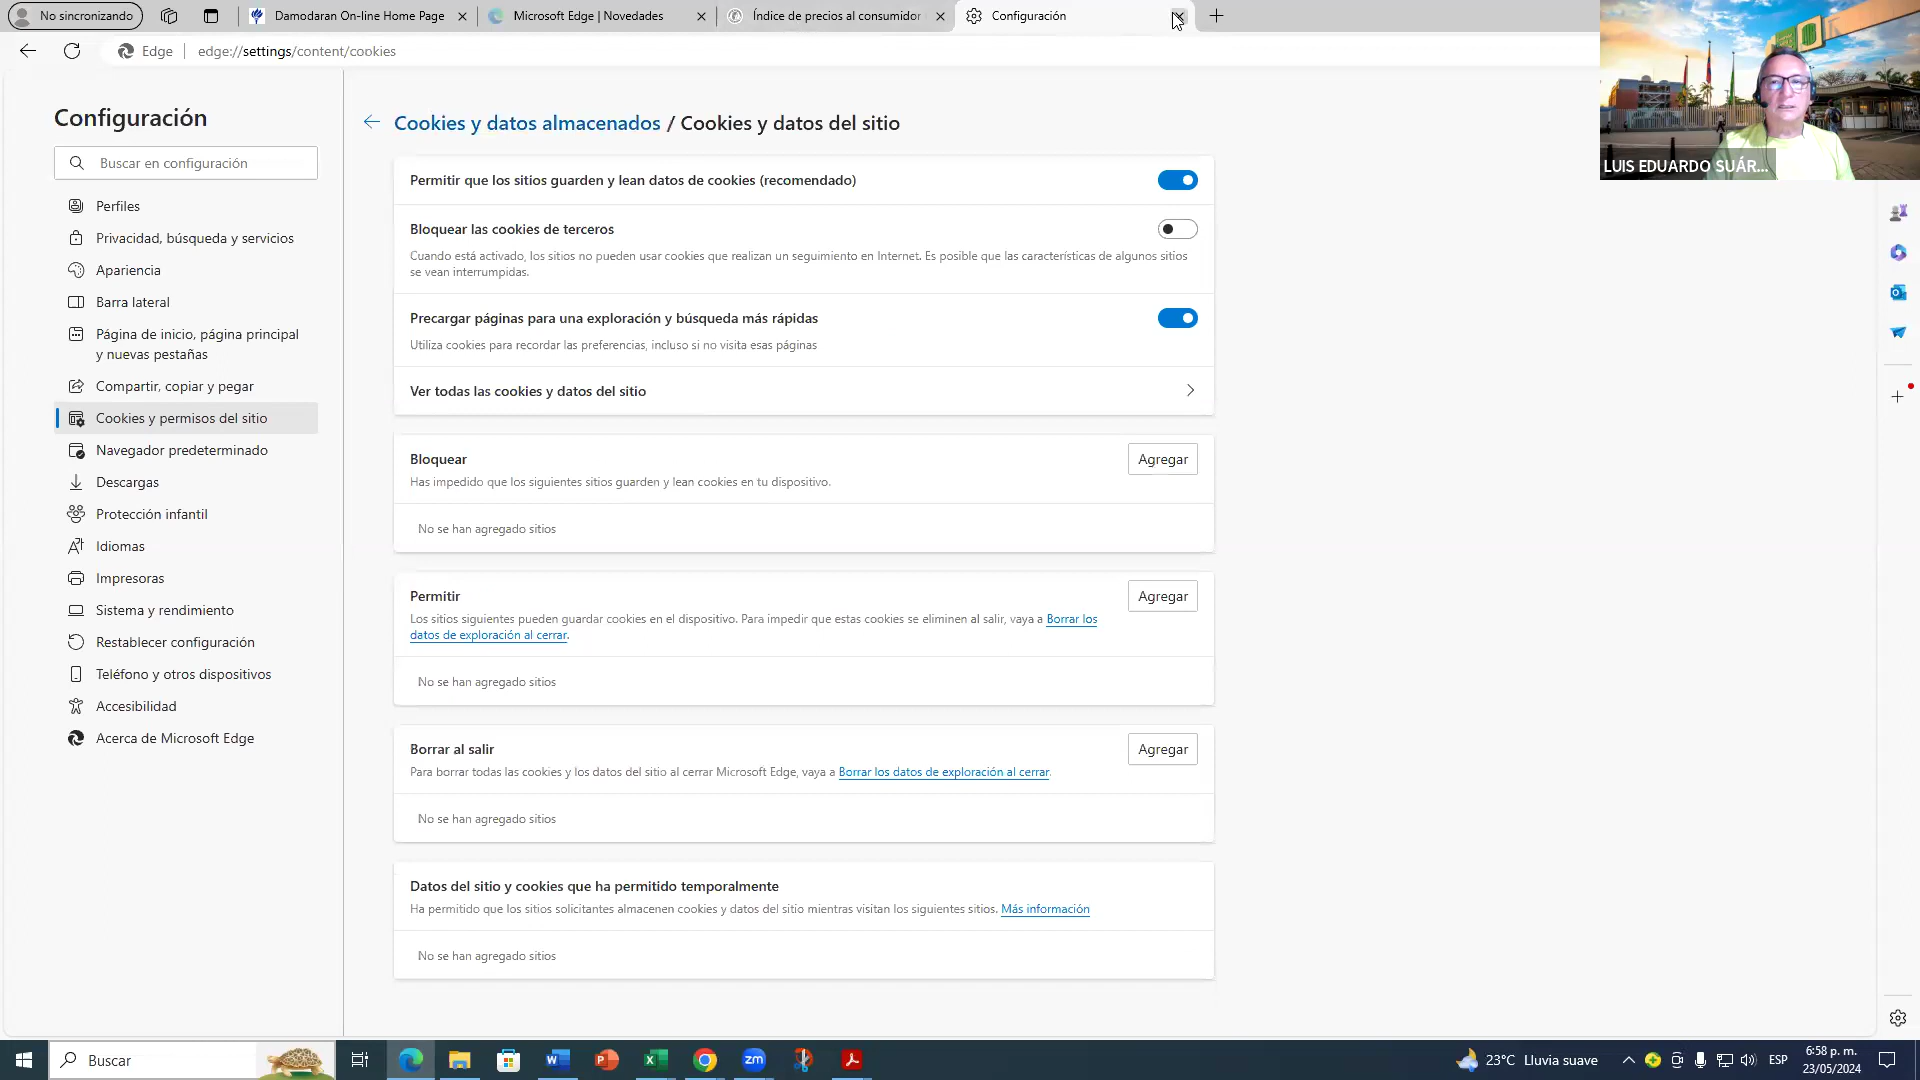 No sincronizando
Damodaran On-line Home Page
Microsoft Edge | Novedades
Índice de precios al consumidor
Configuración
Edge
edge://settings/content/cookies
LUIS EDUARDO SUÁR...
Configuración
Buscar en configuración
Perfiles
Privacidad, búsqueda y servicios
Apariencia
Barra lateral
Página de inicio, página principal
y nuevas pestañas
Compartir, copiar y pegar
Cookies y permisos del sitio
Navegador predeterminado
Descargas
Protección infantil
Idiomas
Impresoras
Sistema y rendimiento
Restablecer configuración
Teléfono y otros dispositivos
Accesibilidad
Acerca de Microsoft Edge
Cookies y datos almacenados / Cookies y datos del sitio
Permitir que los sitios guarden y lean datos de cookies (recomendado)
Bloquear las cookies de terceros
Cuando está activado, los sitios no pueden usar cookies que realizan un seguimiento en Internet. Es posible que las características de algunos sitios
se vean interrumpidas.
Precargar páginas para una exploración y búsqueda más rápidas
Utiliza cookies para recordar las preferencias, incluso si no visita esas páginas
Ver todas las cookies y datos del sitio
Bloquear
Agregar
Has impedido que los siguientes sitios guarden y lean cookies en tu dispositivo.
No se han agregado sitios
Permitir
Agregar
Los sitios siguientes pueden guardar cookies en el dispositivo. Para impedir que estas cookies se eliminen al salir, vaya a Borrar los
datos de exploración al cerrar.
No se han agregado sitios
Borrar al salir
Agregar
Para borrar todas las cookies y los datos del sitio al cerrar Microsoft Edge, vaya a Borrar los datos de exploración al cerrar.
No se han agregado sitios
Datos del sitio y cookies que ha permitido temporalmente
Ha permitido que los sitios solicitantes almacenen cookies y datos del sitio mientras visitan los siguientes sitios. Más información
No se han agregado sitios
Buscar
zm
23°C Lluvia suave
ESP
6:58 p. m.
23/05/2024